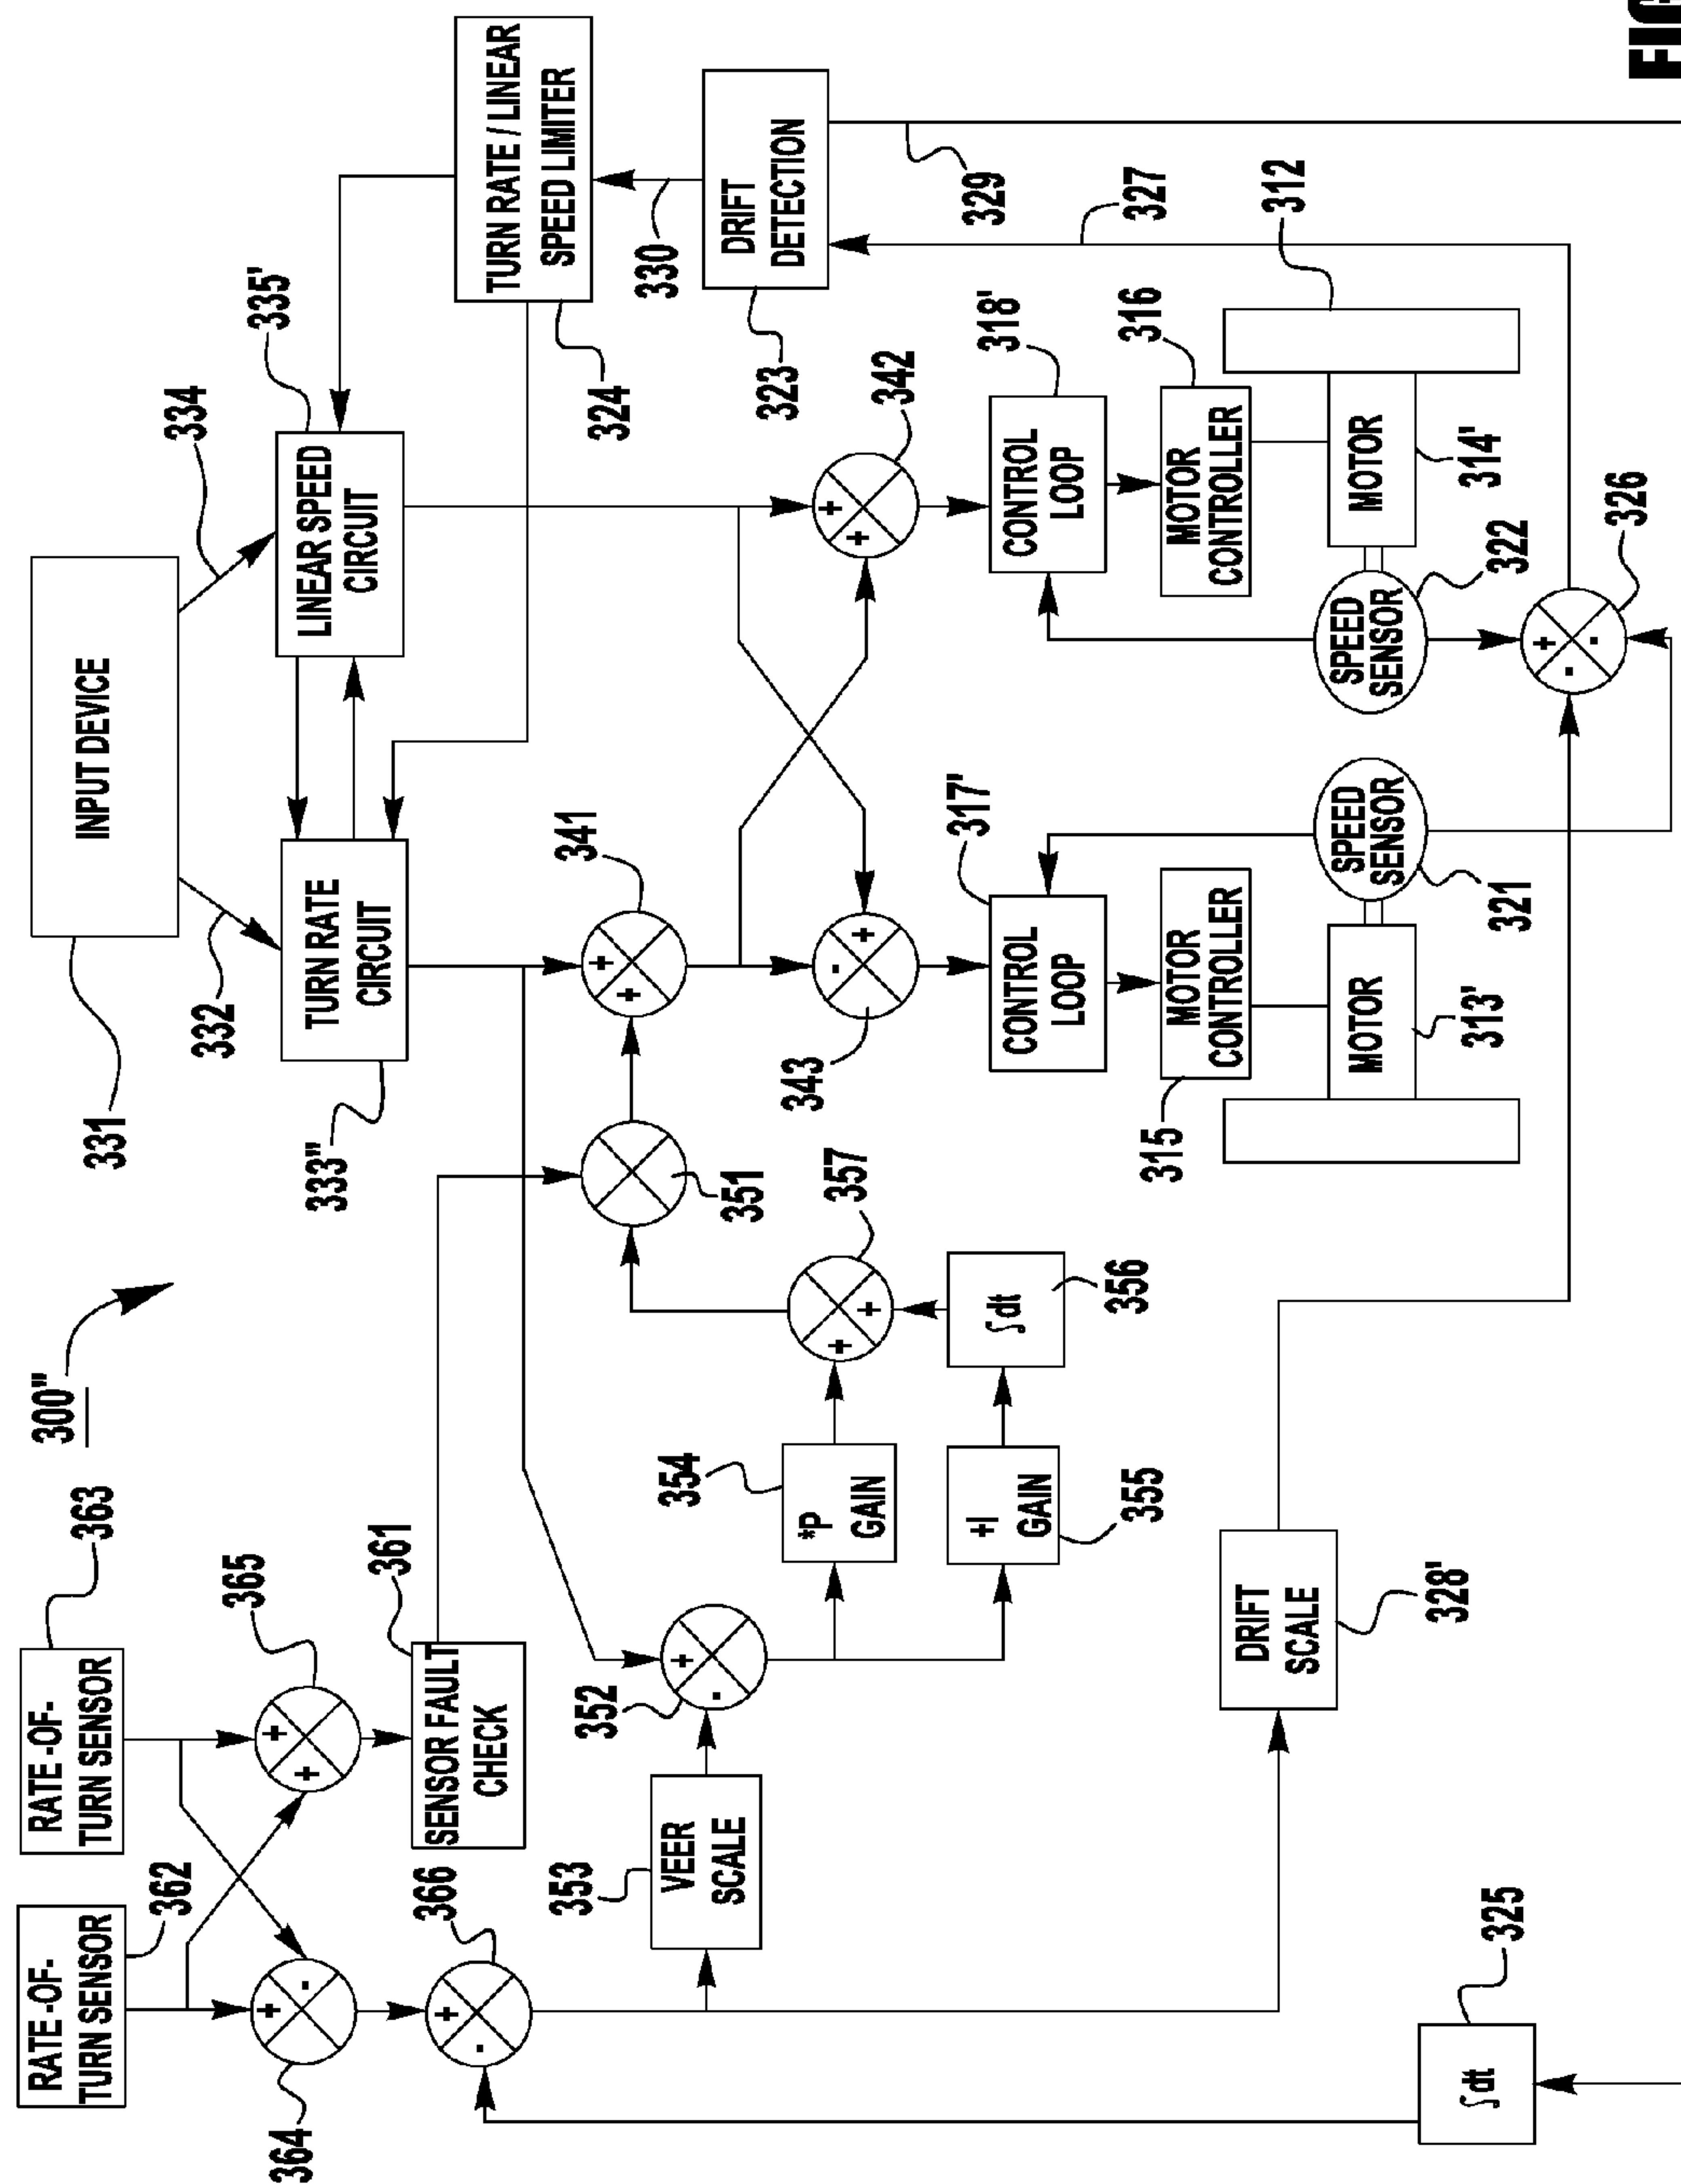 300"
RATE-OF-
TURN SENSOR
362
RATE-OF-
TURN SENSOR
363
INPUT DEVICE
331
332
334
364
365
366
SENSOR FAULT
CHECK
361
TURN RATE
CIRCUIT
333"
LINEAR SPEED
CIRCUIT
335'
TURN RATE / LINEAR
SPEED LIMITER
324
330
DRIFT
DETECTION
323
329
327
353
VEER
SCALE
352
354
*P
GAIN
+I
GAIN
355
∫dt
356
357
351
341
343
342
CONTROL
LOOP
317'
CONTROL
LOOP
318'
MOTOR
CONTROLLER
315
MOTOR
CONTROLLER
316
MOTOR
313'
SPEED
SENSOR
321
SPEED
SENSOR
322
MOTOR
314'
312
326
DRIFT
SCALE
328'
∫dt
325
+
-
+
+
+
-
+
-
+
+
+
+
-
+
+
+
+
-
-